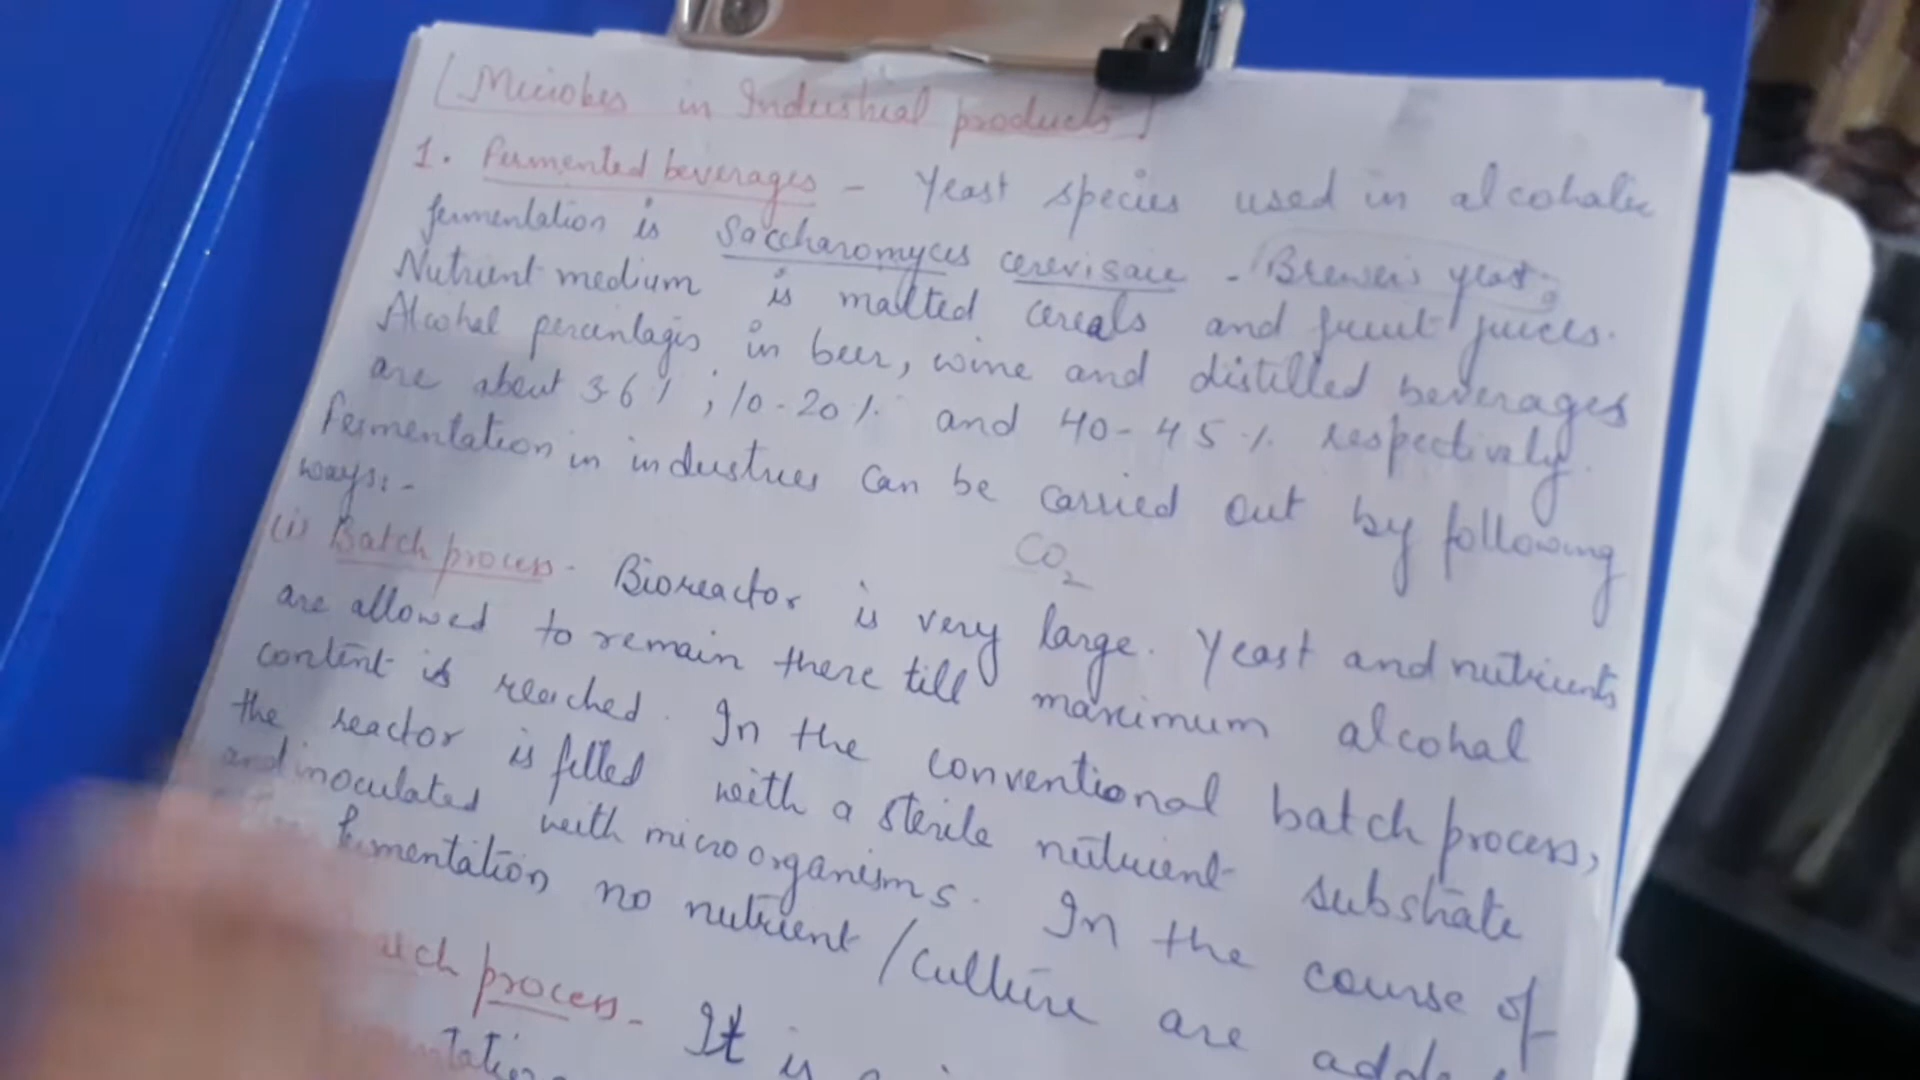 [Microbes in Industrial products]
1. Fermented beverages - Yeast species used in alcoholic
fermentation is Saccharomyces cerevisaie - Brewer's yeast.
Nutrient medium is malted cereals and fruit juices.
Alcohol percentages in beer, wine and distilled beverages
are about 3-6%, 10-20% and 40-45% respectively.
Fermentation in industries can be carried out by following
ways:-
CO2
(i) Batch process - Bioreactor is very large. Yeast and nutrients
are allowed to remain there till maximum alcohal
content is reached. In the conventional batch process,
the reactor is filled with a sterile nutrient substrate
and inoculated with microorganisms. In the course of
fermentation no nutrient / culture are
process - It is